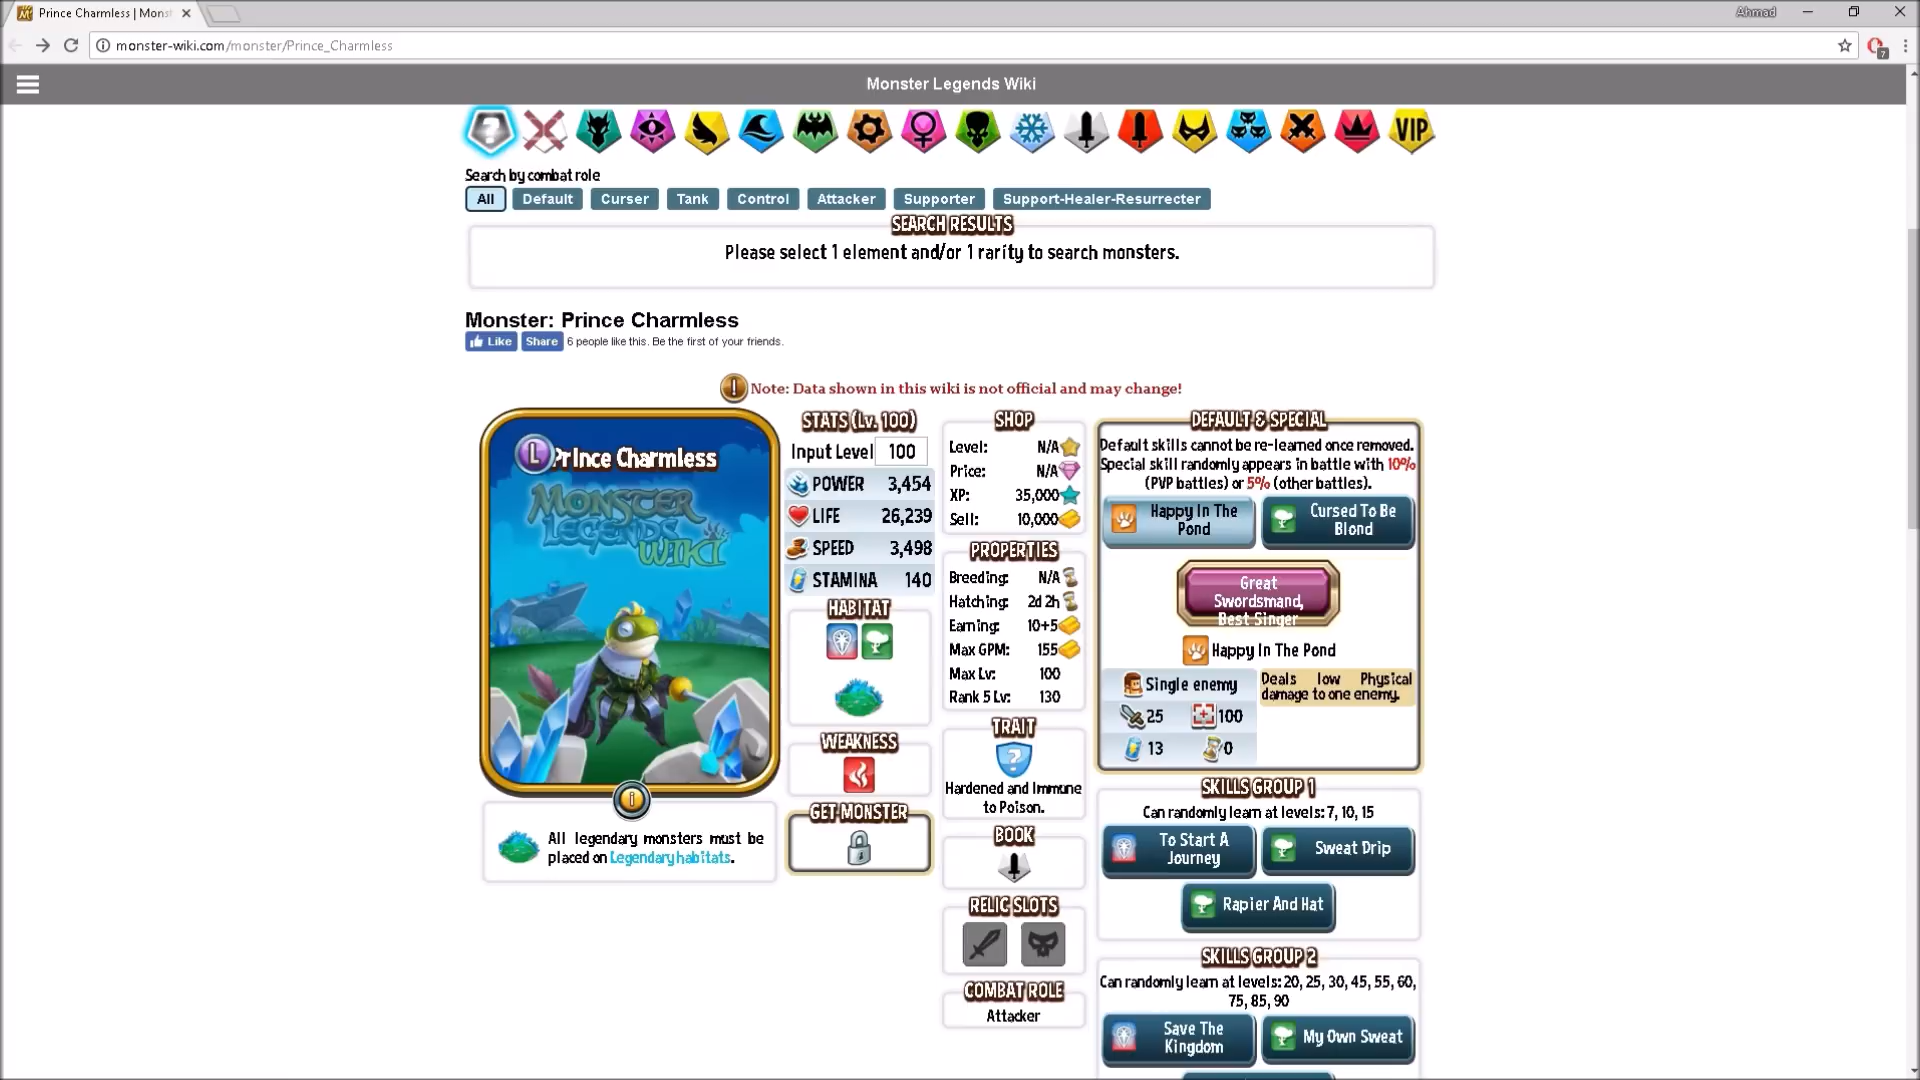 Prince Charmless | Monst
Ahmad
monster-wiki.com/monster/Prince_Charmless
7
Monster Legends Wiki
VIP
Search by combat role
All
Default
Curser
Tank
Control
Attacker
Supporter
Support-Healer-Resurrecter
SEARCH RESULTS
Please select 1 element and/or 1 rarity to search monsters.
Monster: Prince Charmless
Like
Share
6 people like this. Be the first of your friends.
Note: Data shown in this wiki is not official and may change!
L
Prince Charmless
MONSTER
LEGENDS
WIKI
All legendary monsters must be
placed on Legendary habitats.
STATS (Lv. 100)
Input Level 100
POWER 3,454
LIFE 26,239
SPEED 3,498
STAMINA 140
HABITAT
WEAKNESS
GET MONSTER
SHOP
Level: N/A
Price: N/A
XP: 35,000
Sell: 10,000
PROPERTIES
Breeding: N/A
Hatching: 2d 2h
Earning: 10+5
Max GPM: 155
Max Lv: 100
Rank 5 Lv: 130
TRAIT
Hardened and Immune
to Poison.
BOOK
RELIC SLOTS
COMBAT ROLE
Attacker
DEFAULT & SPECIAL
Default skills cannot be re-learned once removed.
Special skill randomly appears in battle with 10%
(PVP battles) or 5% (other battles).
Happy In The
Pond
Cursed To Be
Blond
Great
Swordsmand,
Best Singer
Happy In The Pond
Single enemy
25 100
13 0
Deals low Physical
damage to one enemy.
SKILLS GROUP 1
Can randomly learn at levels: 7, 10, 15
To Start A
Journey
Sweat Drip
Rapier And Hat
SKILLS GROUP 2
Can randomly learn at levels: 20, 25, 30, 45, 55, 60,
75, 85, 90
Save The
Kingdom
My Own Sweat